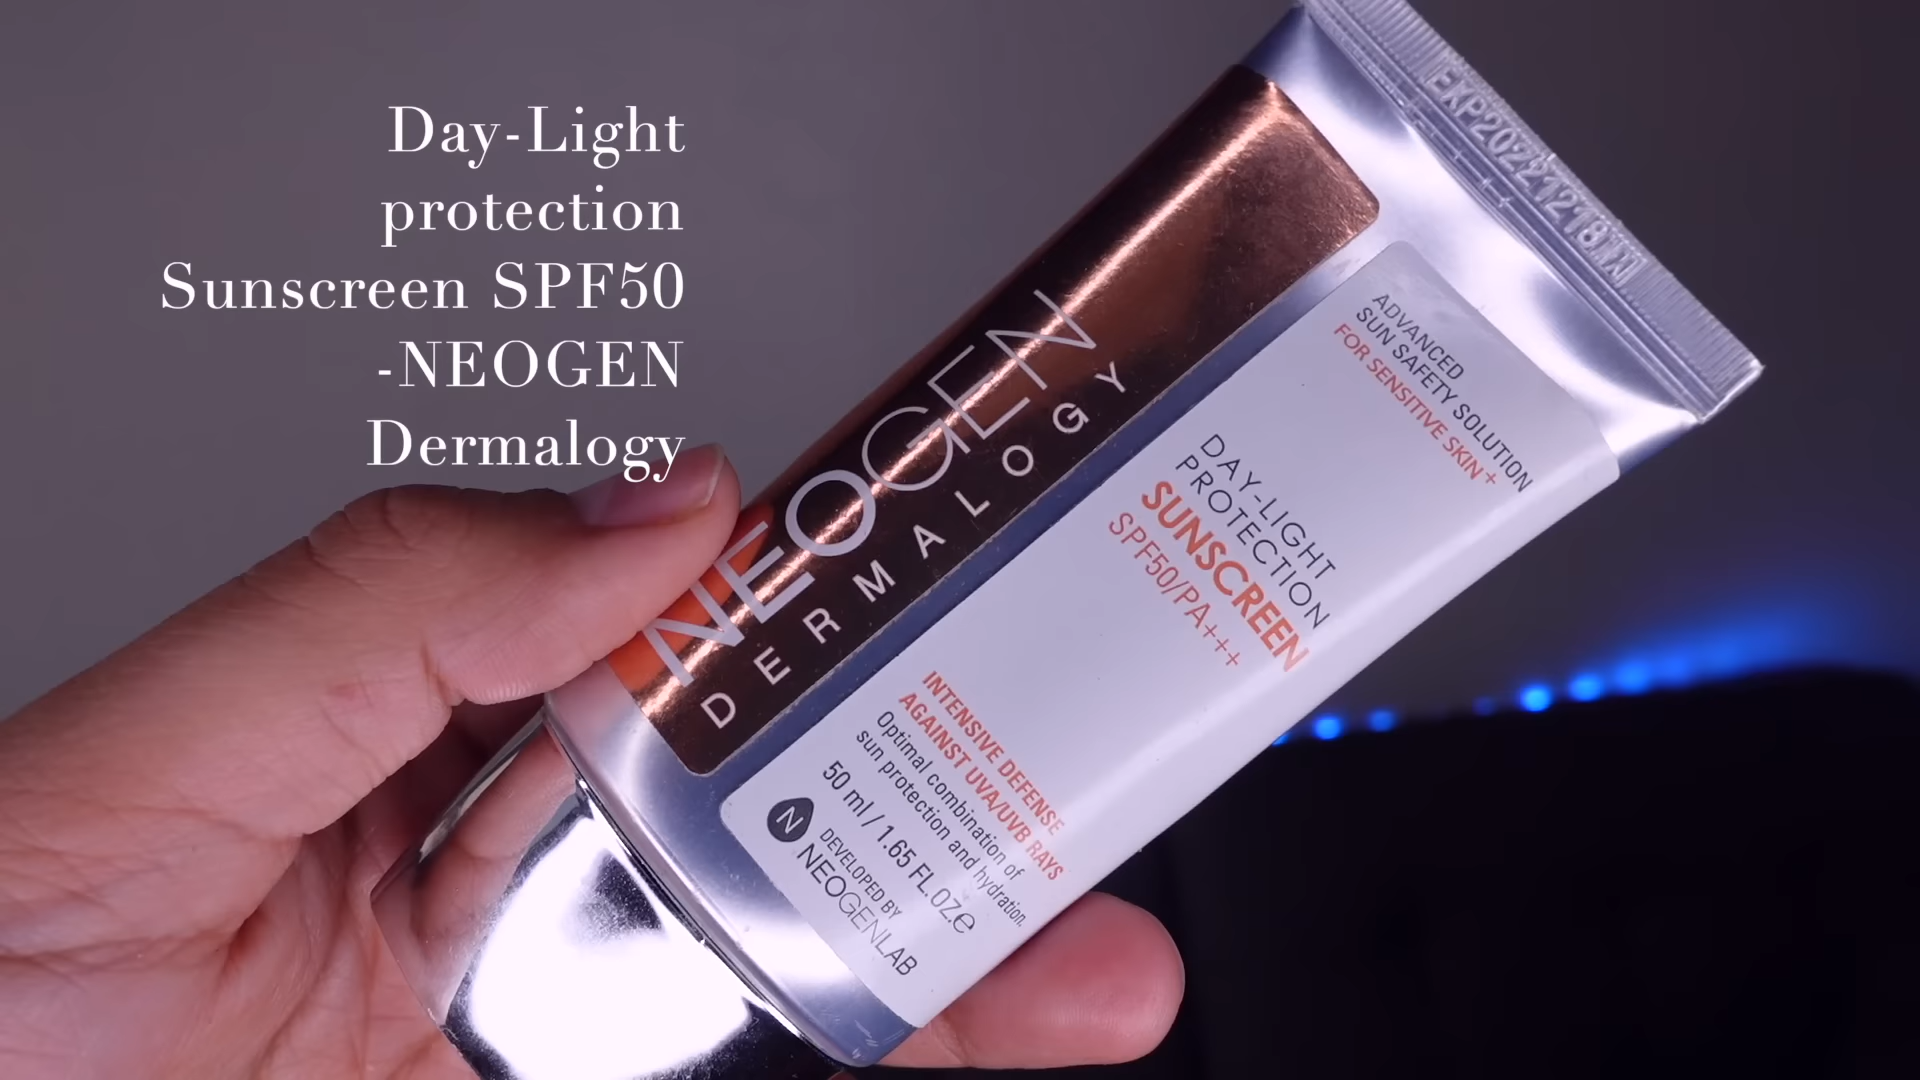 Day-Light
protection
Sunscreen SPF50
-NEOGEN
Dermalogy
EXP20221218
NEOGEN
DERMALOGY
ADVANCED
SUN SAFETY SOLUTION
FOR SENSITIVE SKIN+
DAY-LIGHT
PROTECTION
SUNSCREEN
SPF50/PA+++
INTENSIVE DEFENSE
AGAINST UVA/UVB RAYS
Optimal combination of
sun protection and hydration.
50 ml / 1.65 FL.OZ.e
N
DEVELOPED BY
NEOGENLAB